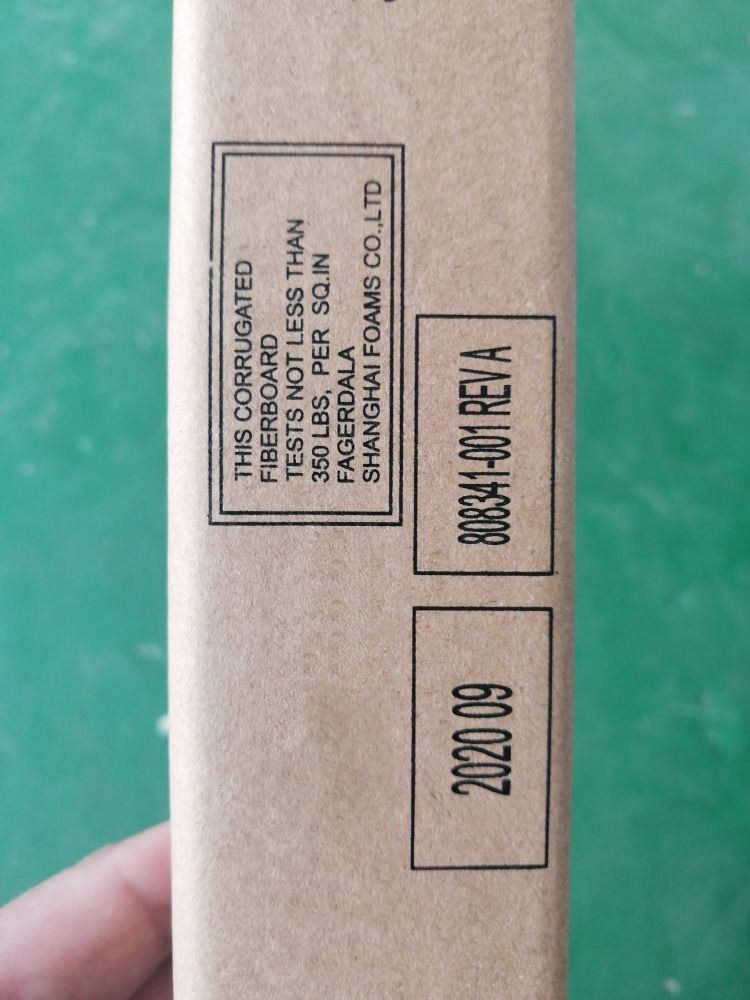 THIS CORRUGATED
FIBERBOARD
TESTS NOT LESS THAN
350 LBS, PER SQ.IN
FAGERDALA
SHANGHAI FOAMS CO.,LTD
808341-001 REV A
2020 09